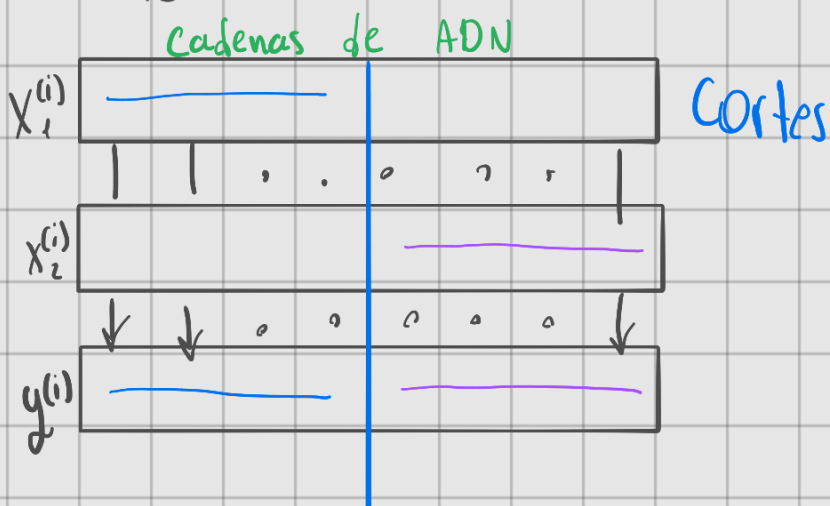 Cadenas de ADN
X₁⁽ⁱ⁾
Cortes
X₂⁽ⁱ⁾
y⁽ⁱ⁾